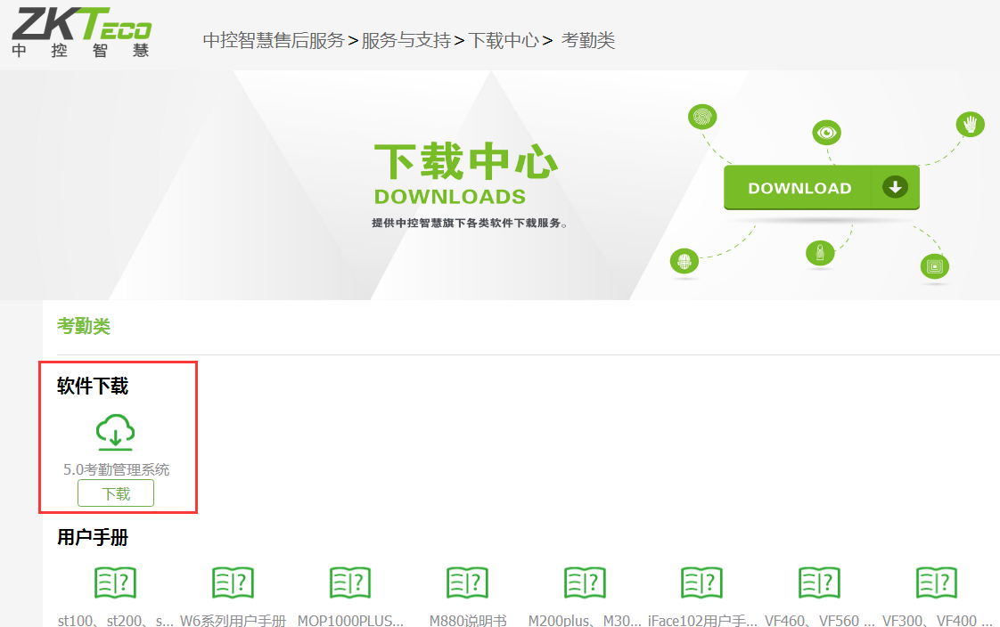 ZKTECO
中控智慧
中控智慧售后服务 > 服务与支持 > 下载中心 > 考勤类
下载中心
DOWNLOADS
提供中控智慧旗下各类软件下载服务。
DOWNLOAD
考勤类
软件下载
5.0考勤管理系统
下载
用户手册
st100、st200、s... W6系列用户手册 MOP1000PLUS... M880说明书 M200plus、M30... iFace102用户手... VF460、VF560 ... VF300、VF400 ...